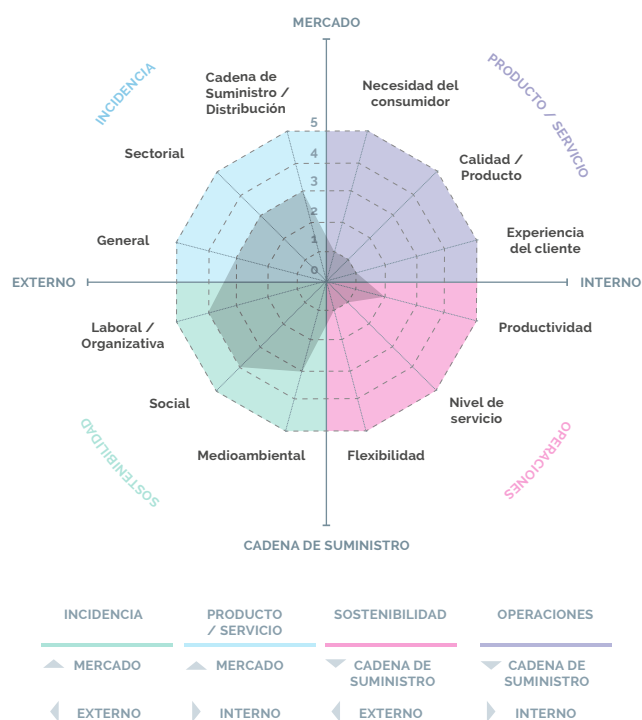 MERCADO
INCIDENCIA
PRODUCTO / SERVICIO
Cadena de
Suministro /
Distribución
Necesidad del
consumidor
Sectorial
Calidad /
Producto
General
Experiencia
del cliente
5
4
3
2
1
0
EXTERNO
INTERNO
Laboral /
Organizativa
Productividad
Social
Nivel de
servicio
Medioambiental
Flexibilidad
SOSTENIBILIDAD
OPERACIONES
CADENA DE SUMINISTRO
INCIDENCIA
MERCADO
EXTERNO
PRODUCTO
/ SERVICIO
MERCADO
INTERNO
SOSTENIBILIDAD
CADENA DE
SUMINISTRO
EXTERNO
OPERACIONES
CADENA DE
SUMINISTRO
INTERNO